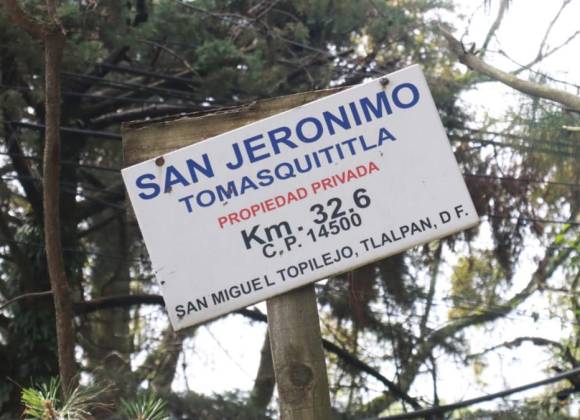 SAN JERONIMO
TOMASQUITITLA
PROPIEDAD PRIVADA
Km. 32.6
C.P. 14500
SAN MIGUEL TOPILEJO, TLALPAN, D F.